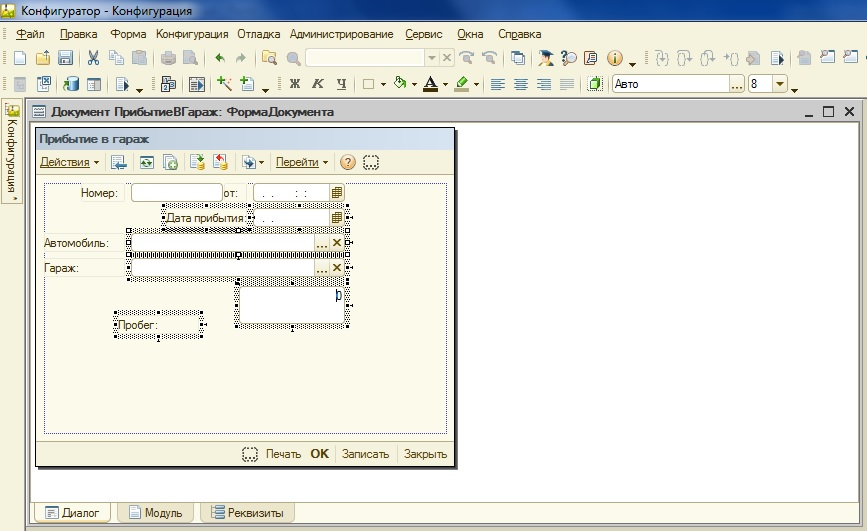 Конфигуратор - Конфигурация
Файл Правка Форма Конфигурация Отладка Администрирование Сервис Окна Справка
Ж К Ч А Авто 8
Конфигурация
Документ ПрибытиеВГараж: ФормаДокумента
Прибытие в гараж
Действия Перейти
Номер: от: . . : :
Дата прибытия . .
Автомобиль: ... ×
Гараж: ... ×
р
Пробег:
Печать OK Записать Закрыть
Диалог Модуль Реквизиты